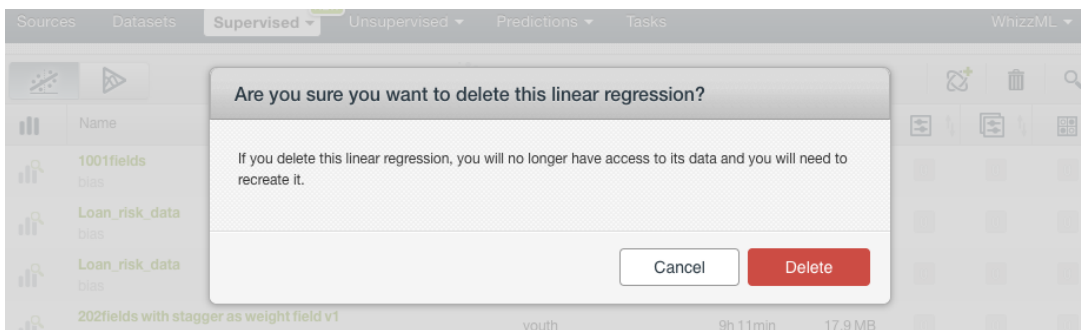 Sources Datasets Supervised Unsupervised Predictions Tasks WhizzML
Are you sure you want to delete this linear regression?
Name
If you delete this linear regression, you will no longer have access to its data and you will need to
recreate it.
1001fields
bias
Loan_risk_data
bias
Loan_risk_data
bias
Cancel Delete
202fields with stagger as weight field v1
youth 9h 11min 17.9 MB